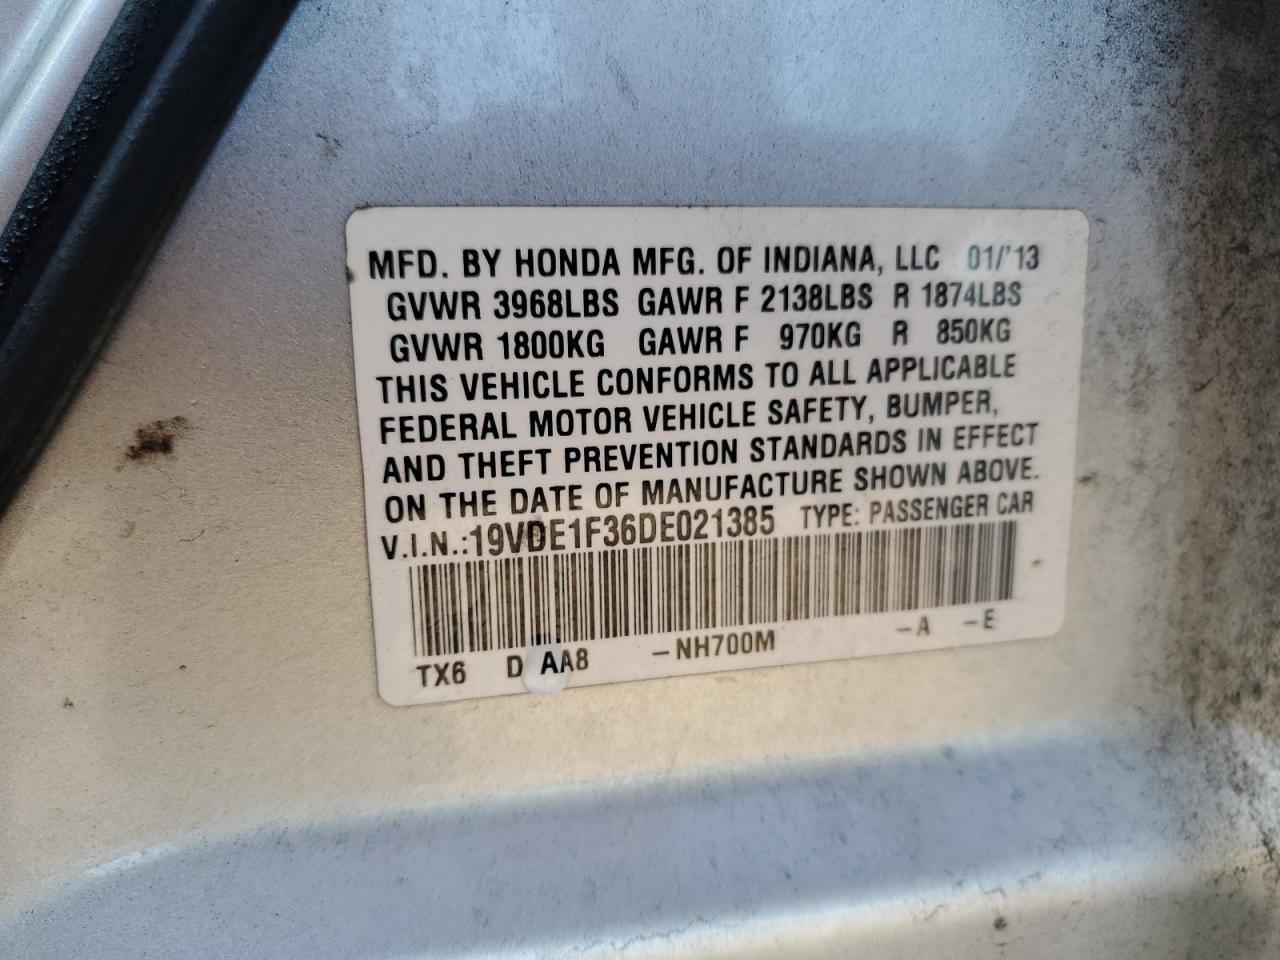 MFD. BY HONDA MFG. OF INDIANA, LLC 01/'13
GVWR 3968LBS GAWR F 2138LBS R 1874LBS
GVWR 1800KG GAWR F 970KG R 850KG
THIS VEHICLE CONFORMS TO ALL APPLICABLE
FEDERAL MOTOR VEHICLE SAFETY, BUMPER,
AND THEFT PREVENTION STANDARDS IN EFFECT
ON THE DATE OF MANUFACTURE SHOWN ABOVE.
V.I.N.:19VDE1F36DE021385 TYPE: PASSENGER CAR
TX6 D AA8 -NH700M -A -E